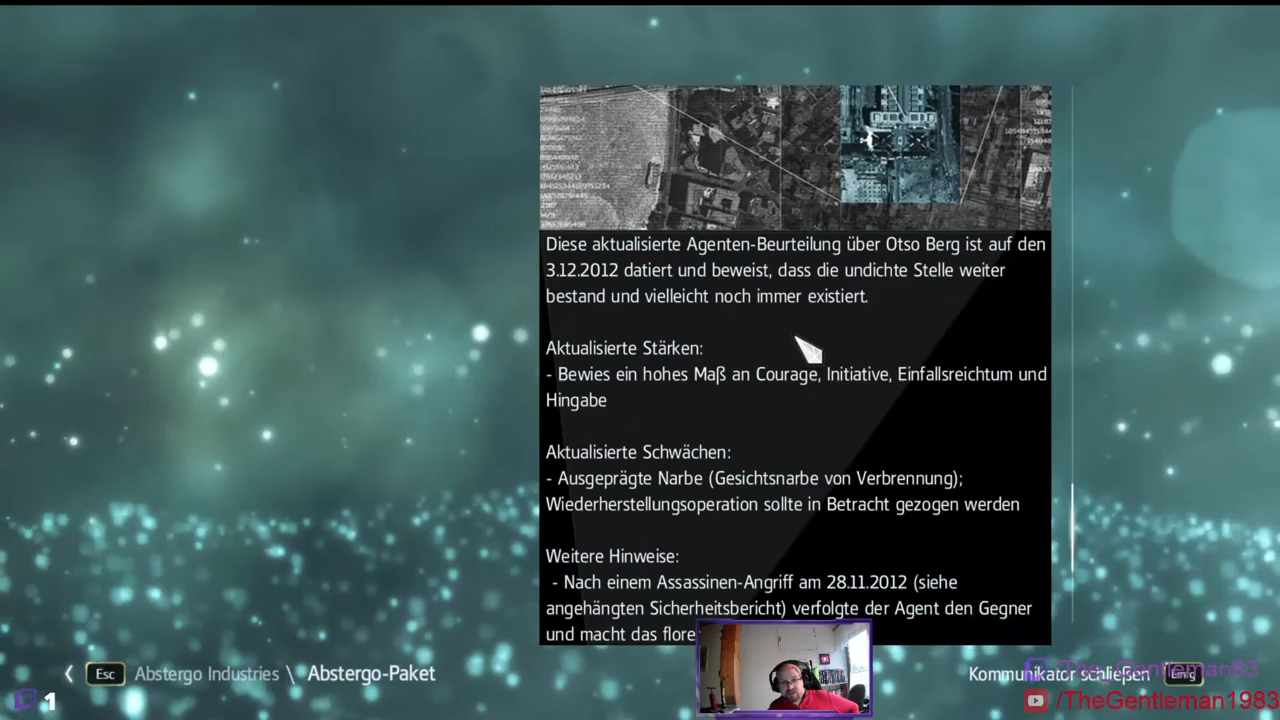 Diese aktualisierte Agenten-Beurteilung über Otso Berg ist auf den
3.12.2012 datiert und beweist, dass die undichte Stelle weiter
bestand und vielleicht noch immer existiert.
Aktualisierte Stärken:
- Bewies ein hohes Maß an Courage, Initiative, Einfallsreichtum und
Hingabe
Aktualisierte Schwächen:
- Ausgeprägte Narbe (Gesichtsnarbe von Verbrennung);
Wiederherstellungsoperation sollte in Betracht gezogen werden
Weitere Hinweise:
- Nach einem Assassinen-Angriff am 28.11.2012 (siehe
angehängten Sicherheitsbericht) verfolgte der Agent den Gegner
und macht das flore
Esc Abstergo Industries \ Abstergo-Paket
Kommunikator schließen
/The_Gentleman83
1
/TheGentleman1983